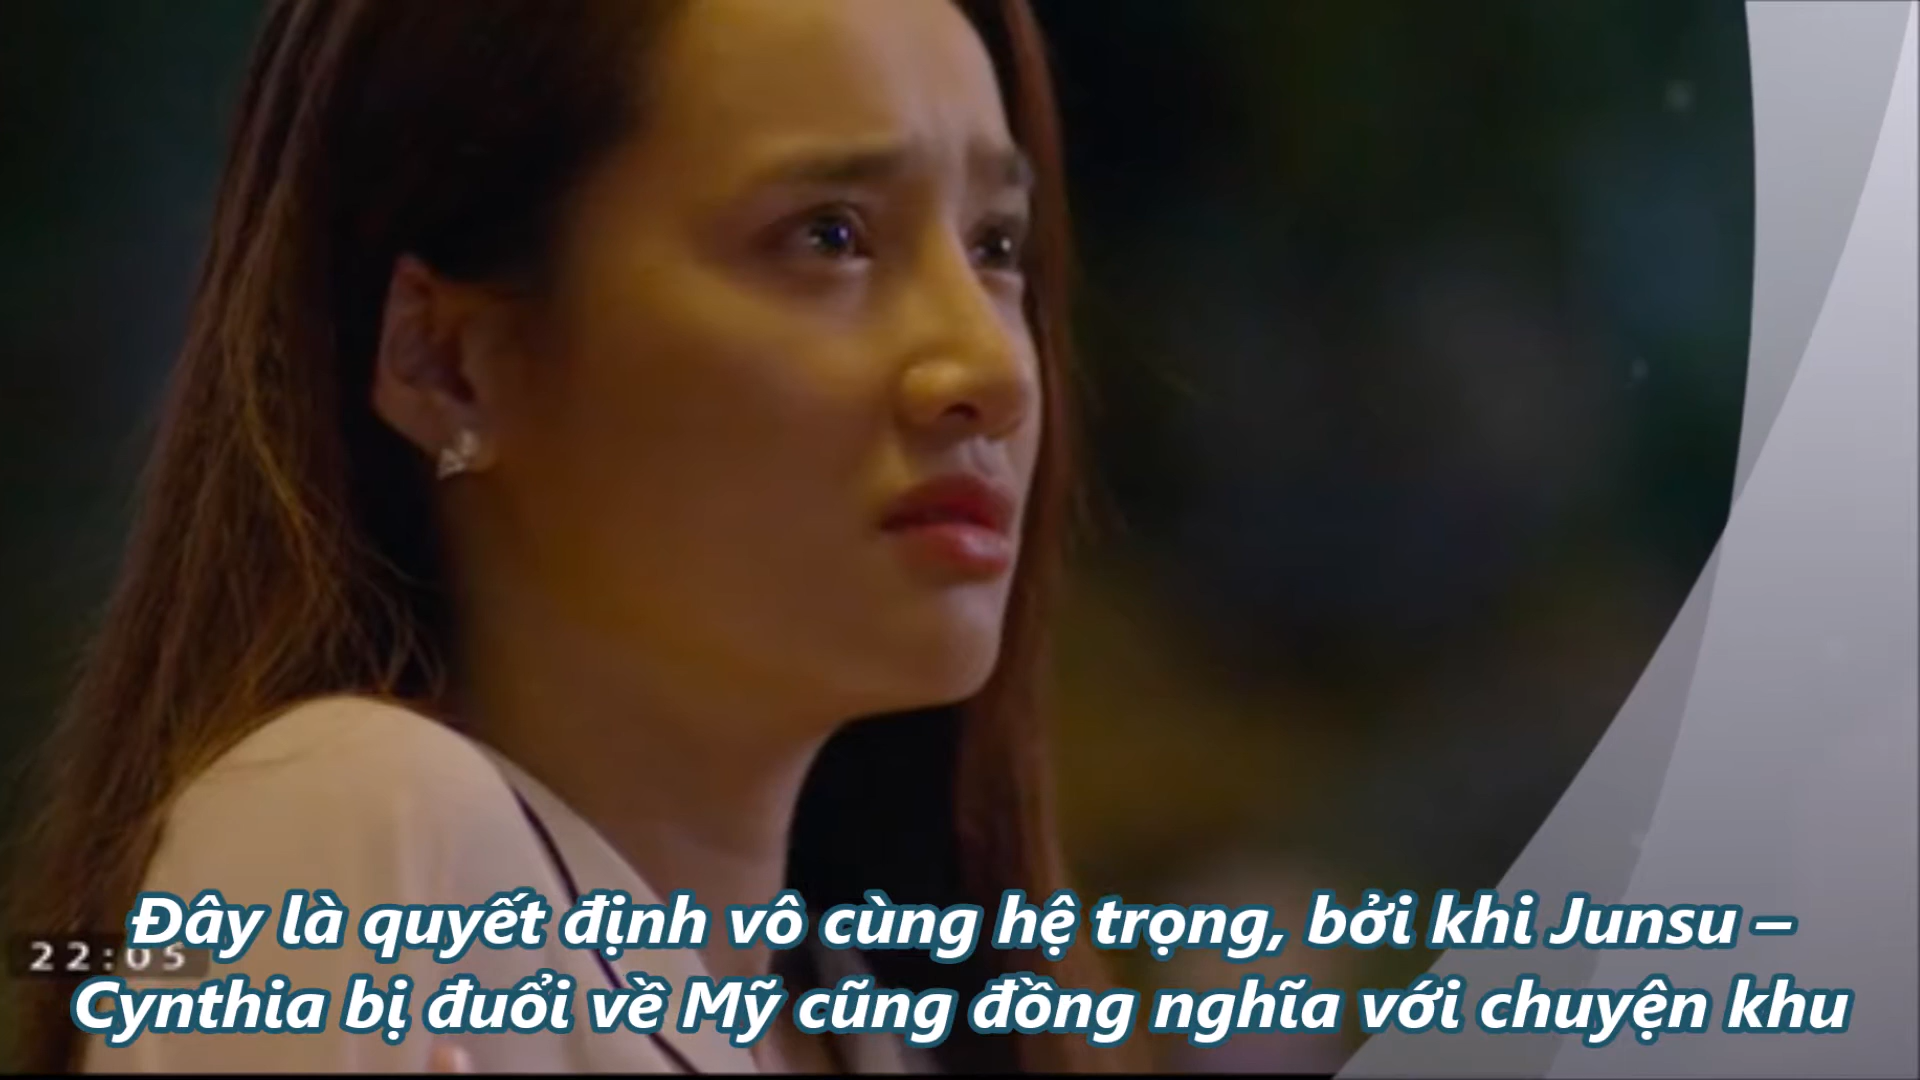 Đây là quyết định vô cùng hệ trọng, bởi khi Junsu –
22:05
Cynthia bị đuổi về Mỹ cũng đồng nghĩa với chuyện khu